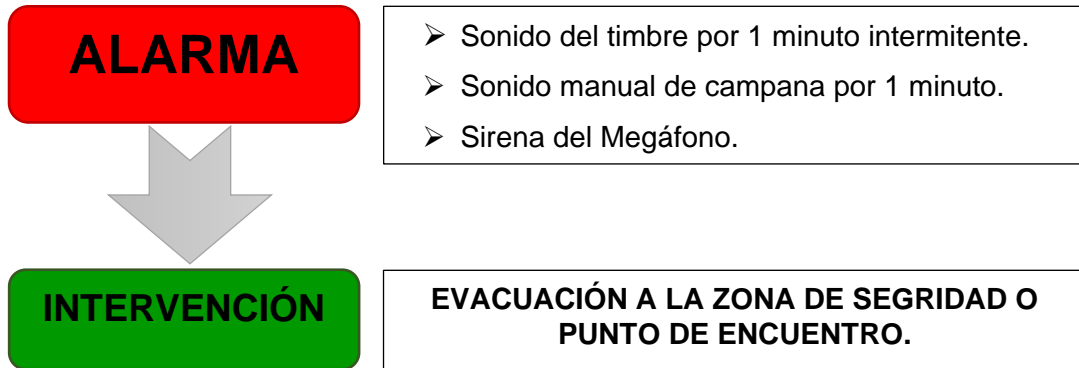 ALARMA
➢ Sonido del timbre por 1 minuto intermitente.
➢ Sonido manual de campana por 1 minuto.
➢ Sirena del Megáfono.
INTERVENCIÓN
EVACUACIÓN A LA ZONA DE SEGRIDAD O
PUNTO DE ENCUENTRO.